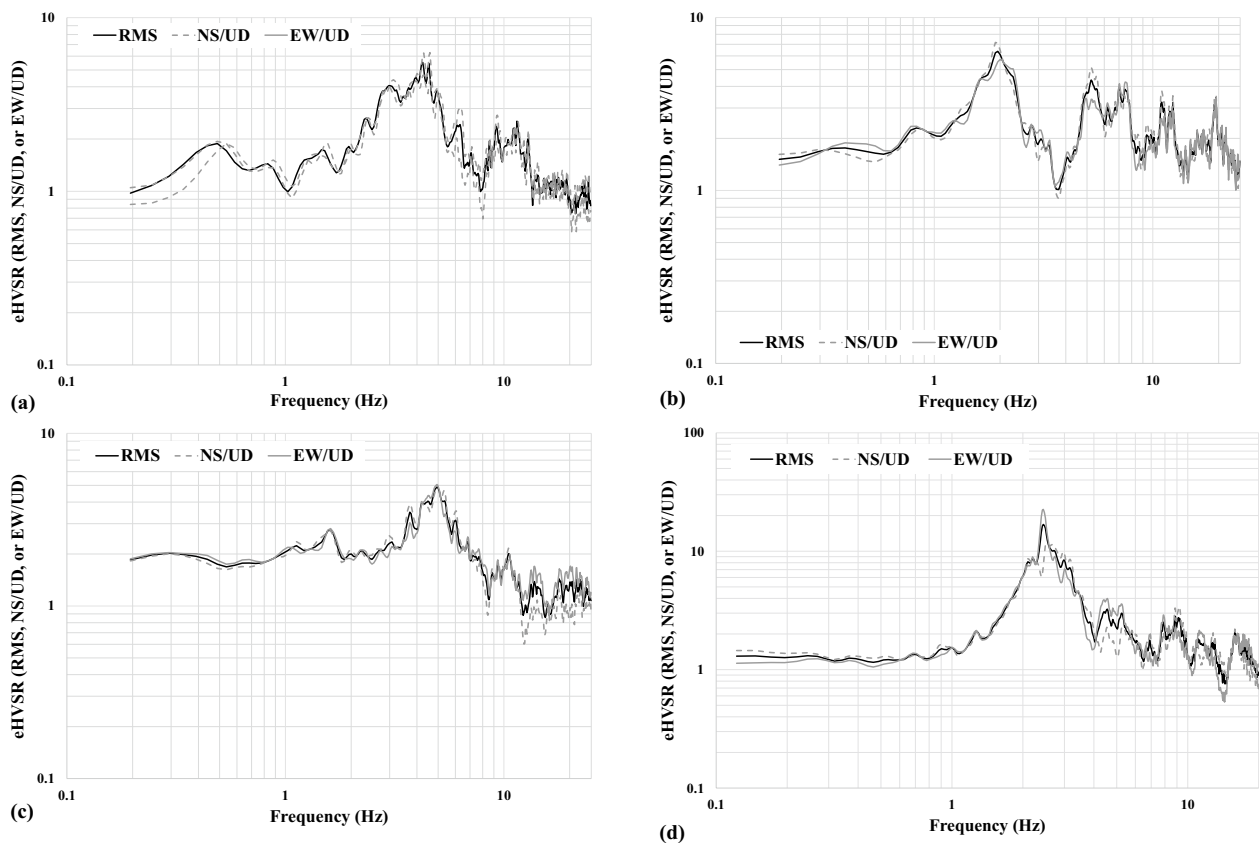 10
RMS NS/UD EW/UD
eHVSR (RMS, NS/UD, or EW/UD)
1
0.1
0.1 1 10
Frequency (Hz)
(a)
10
eHVSR (RMS, NS/UD, or EW/UD)
1
RMS NS/UD EW/UD
0.1
0.1 1 10
Frequency (Hz)
(b)
10
RMS NS/UD EW/UD
eHVSR (RMS, NS/UD, or EW/UD)
1
0.1
0.1 1 10
Frequency (Hz)
(c)
100
RMS NS/UD EW/UD
eHVSR (RMS, NS/UD, or EW/UD)
10
1
0.1
0.1 1 10
Frequency (Hz)
(d)